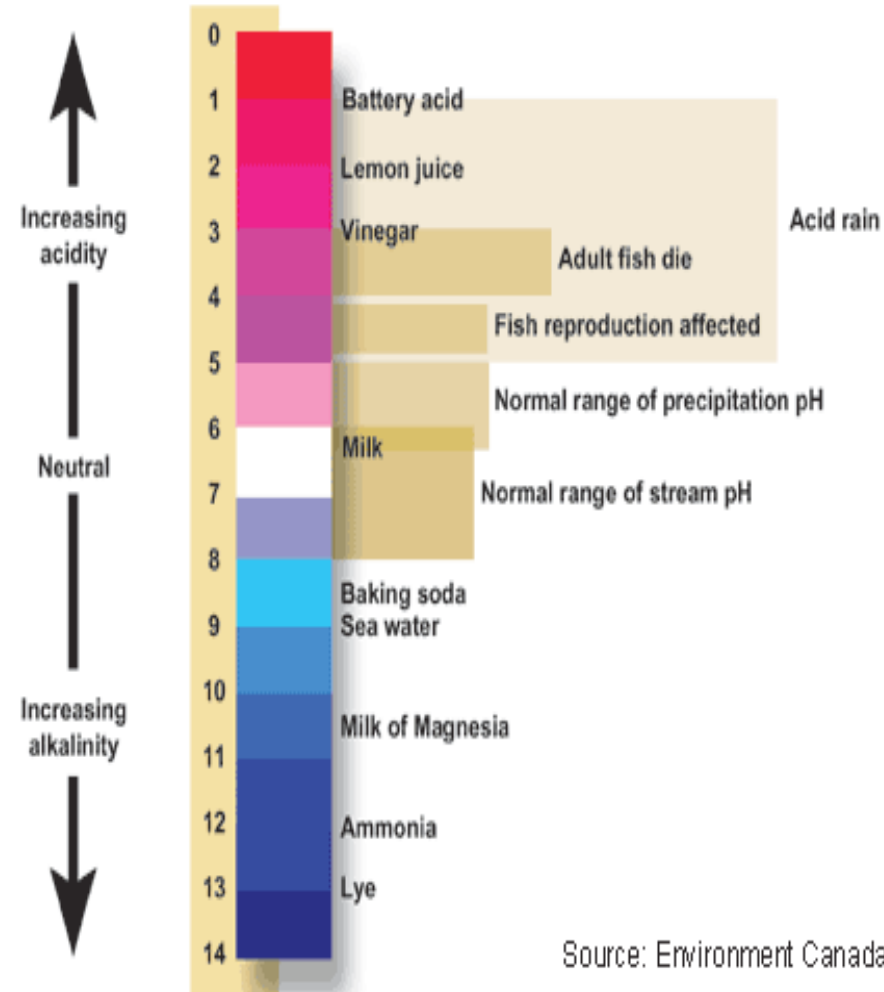 0
1
Battery acid
2
Lemon juice
Increasing
acidity
3
Vinegar
Acid rain
Adult fish die
4
Fish reproduction affected
5
Normal range of precipitation pH
6
Milk
Neutral
7
Normal range of stream pH
8
Baking soda
9
Sea water
10
Increasing
alkalinity
Milk of Magnesia
11
12
Ammonia
13
Lye
14
Source: Environment Canada